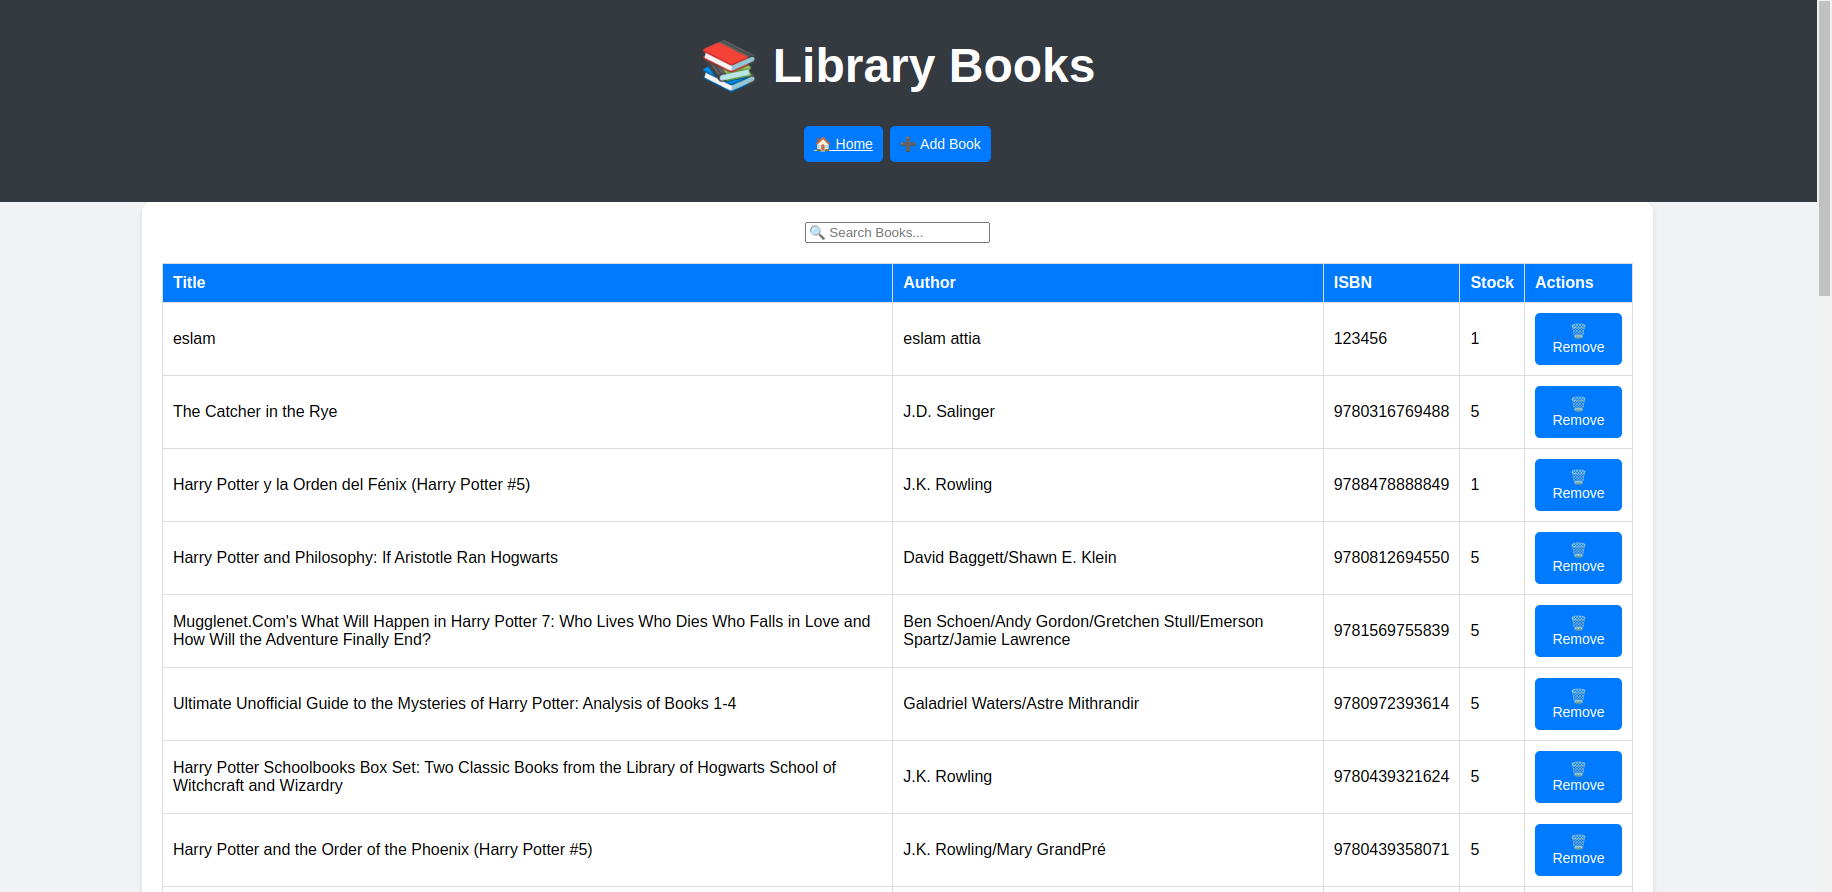 📚 Library Books
🏠 Home ➕ Add Book
🔍 Search Books...
Title Author ISBN Stock Actions
eslam eslam attia 123456 1 🗑️ Remove
The Catcher in the Rye J.D. Salinger 9780316769488 5 🗑️ Remove
Harry Potter y la Orden del Fénix (Harry Potter #5) J.K. Rowling 9788478888849 1 🗑️ Remove
Harry Potter and Philosophy: If Aristotle Ran Hogwarts David Baggett/Shawn E. Klein 9780812694550 5 🗑️ Remove
Mugglenet.Com's What Will Happen in Harry Potter 7: Who Lives Who Dies Who Falls in Love and
How Will the Adventure Finally End?
Ben Schoen/Andy Gordon/Gretchen Stull/Emerson
Spartz/Jamie Lawrence
9781569755839 5 🗑️ Remove
Ultimate Unofficial Guide to the Mysteries of Harry Potter: Analysis of Books 1-4 Galadriel Waters/Astre Mithrandir 9780972393614 5 🗑️ Remove
Harry Potter Schoolbooks Box Set: Two Classic Books from the Library of Hogwarts School of
Witchcraft and Wizardry
J.K. Rowling 9780439321624 5 🗑️ Remove
Harry Potter and the Order of the Phoenix (Harry Potter #5) J.K. Rowling/Mary GrandPré 9780439358071 5 🗑️ Remove